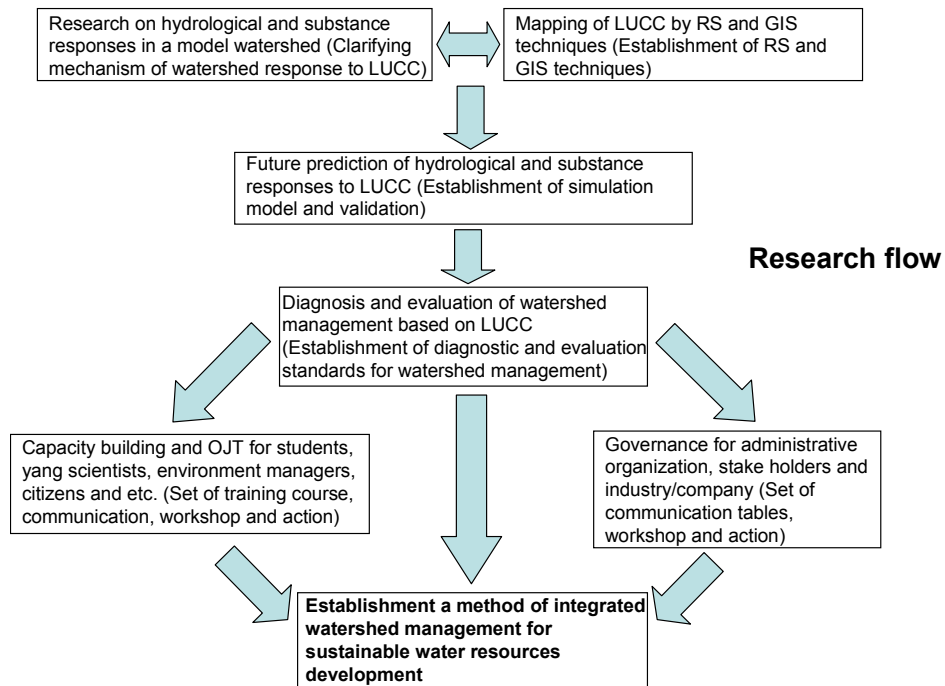 Research on hydrological and substance
responses in a model watershed (Clarifying
mechanism of watershed response to LUCC)
Mapping of LUCC by RS and GIS
techniques (Establishment of RS and
GIS techniques)
Future prediction of hydrological and substance
responses to LUCC (Establishment of simulation
model and validation)
Research flow
Diagnosis and evaluation of watershed
management based on LUCC
(Establishment of diagnostic and evaluation
standards for watershed management)
Capacity building and OJT for students,
yang scientists, environment managers,
citizens and etc. (Set of training course,
communication, workshop and action)
Governance for administrative
organization, stake holders and
industry/company (Set of
communication tables,
workshop and action)
Establishment a method of integrated
watershed management for
sustainable water resources
development